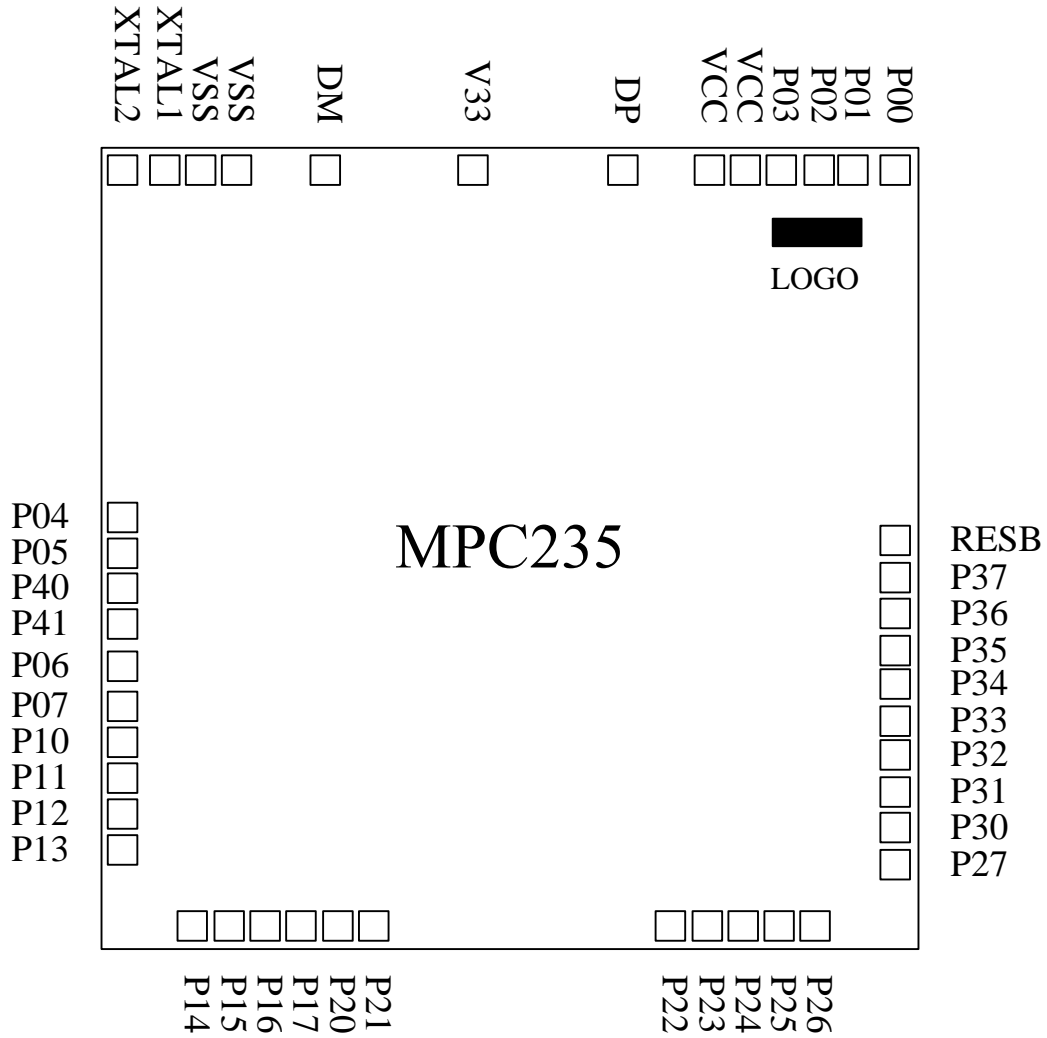 XTAL2
XTAL1
VSS
VSS
DM
V33
DP
VCC
VCC
P03
P02
P01
P00
LOGO
MPC235
P04
P05
P40
P41
P06
P07
P10
P11
P12
P13
RESB
P37
P36
P35
P34
P33
P32
P31
P30
P27
P14
P15
P16
P17
P20
P21
P22
P23
P24
P25
P26